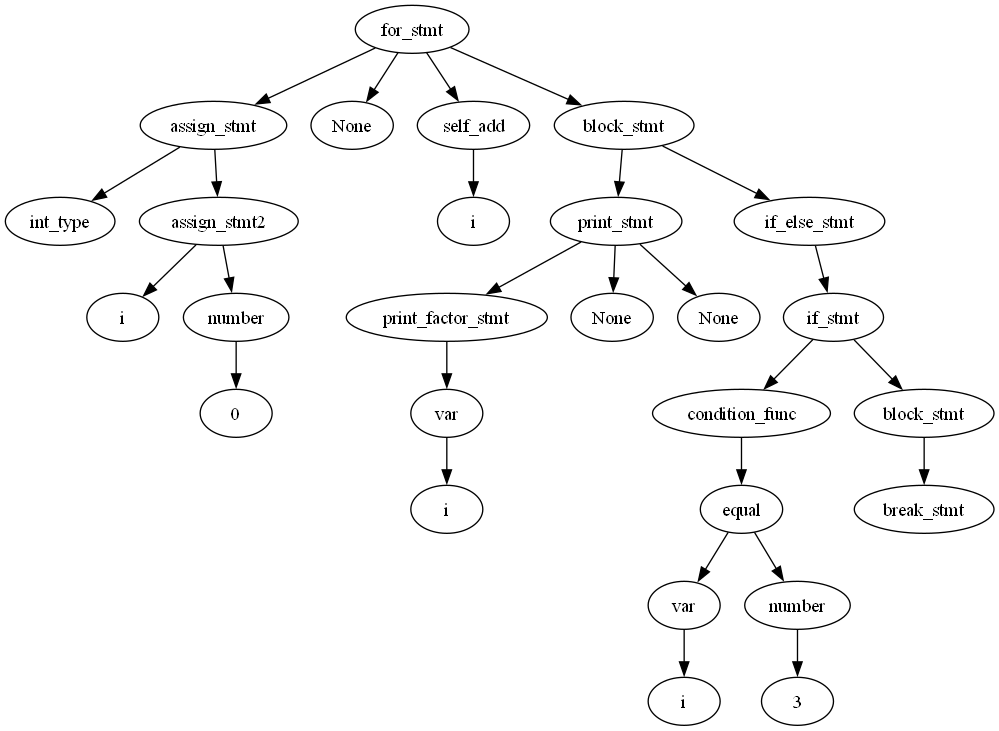 for_stmt
assign_stmt
None
self_add
block_stmt
int_type
assign_stmt2
i
print_stmt
if_else_stmt
i
number
print_factor_stmt
None
None
if_stmt
0
var
condition_func
block_stmt
i
equal
break_stmt
var
number
i
3